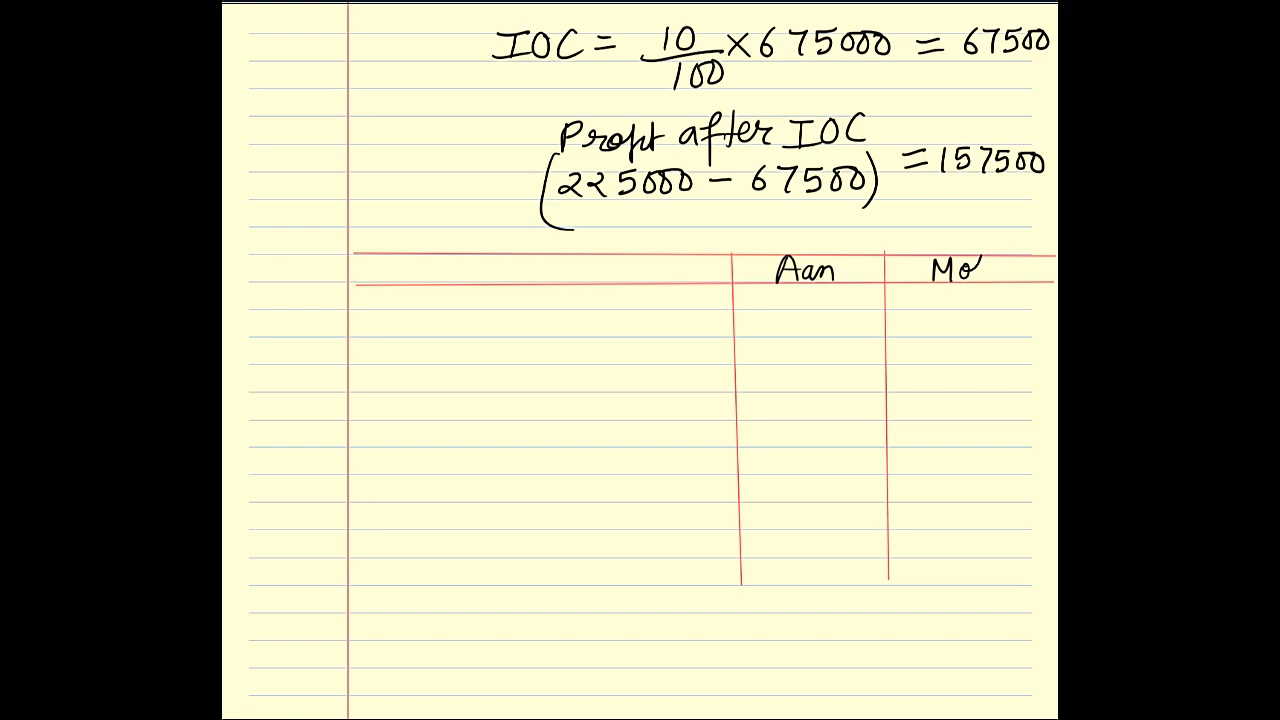 IOC = 10/100 × 675000 = 67500
Profit after IOC
(225000 - 67500) = 157500
Aan Mo